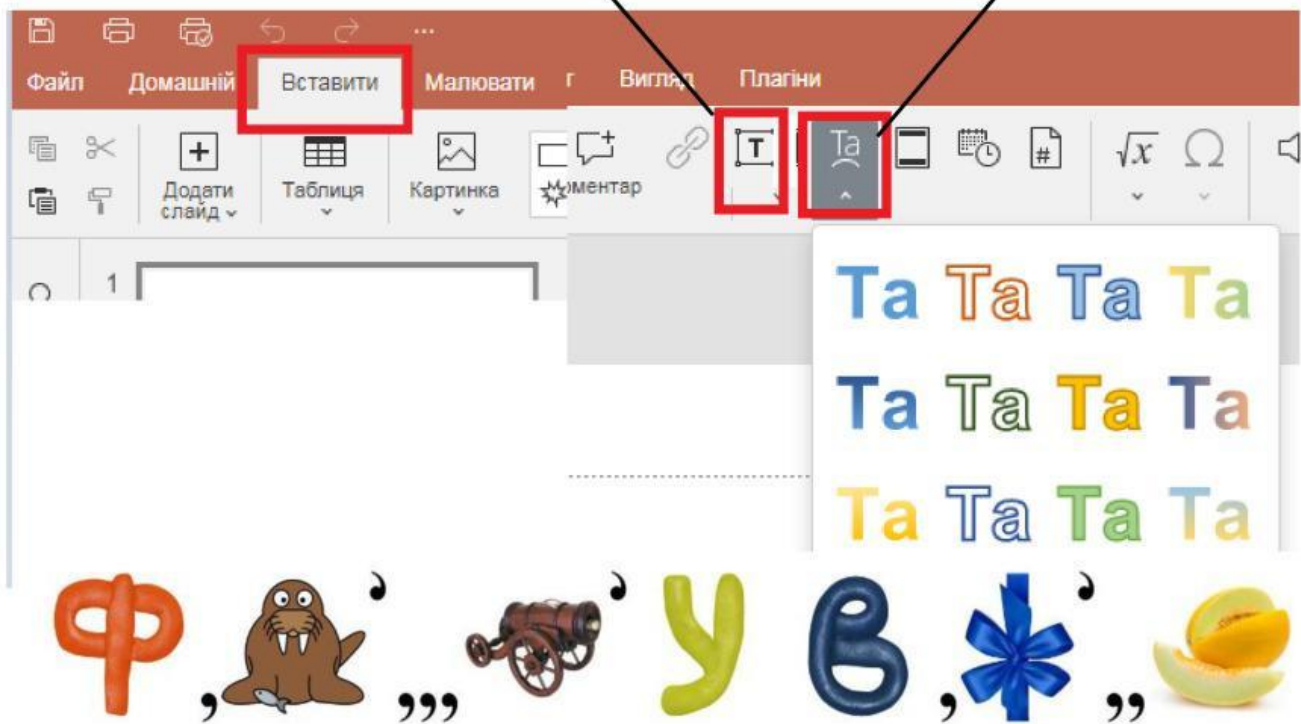 Файл Домашній Вставити Малювати г Вигляд Плагіни
Додати слайд Таблиця Картинка ментар
1
Ta Ta Ta Ta
Ta Ta Ta Ta
Ta Ta Ta Ta
Ф , ’ ,,, ’ У В , ’ ,,